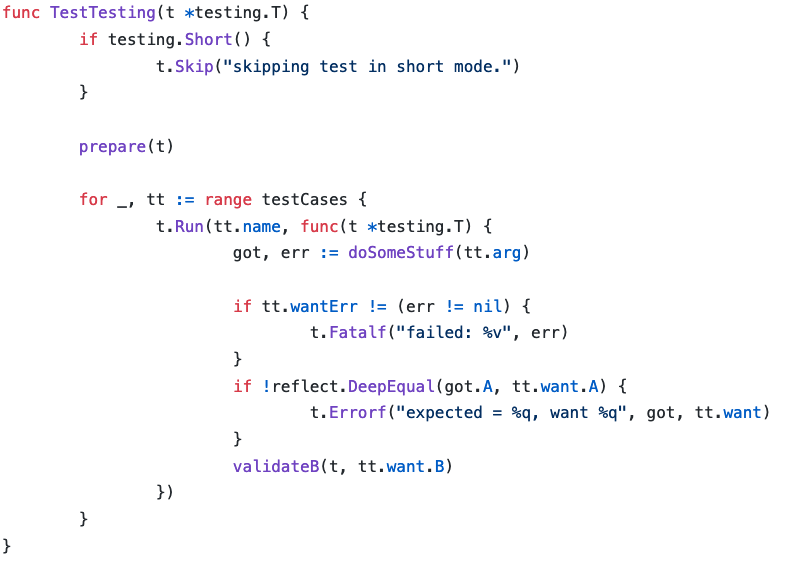 func TestTesting(t *testing.T) {
        if testing.Short() {
                t.Skip("skipping test in short mode.")
        }

        prepare(t)

        for _, tt := range testCases {
                t.Run(tt.name, func(t *testing.T) {
                        got, err := doSomeStuff(tt.arg)

                        if tt.wantErr != (err != nil) {
                                t.Fatalf("failed: %v", err)
                        }
                        if !reflect.DeepEqual(got.A, tt.want.A) {
                                t.Errorf("expected = %q, want %q", got, tt.want)
                        }
                        validateB(t, tt.want.B)
                })
        }
}